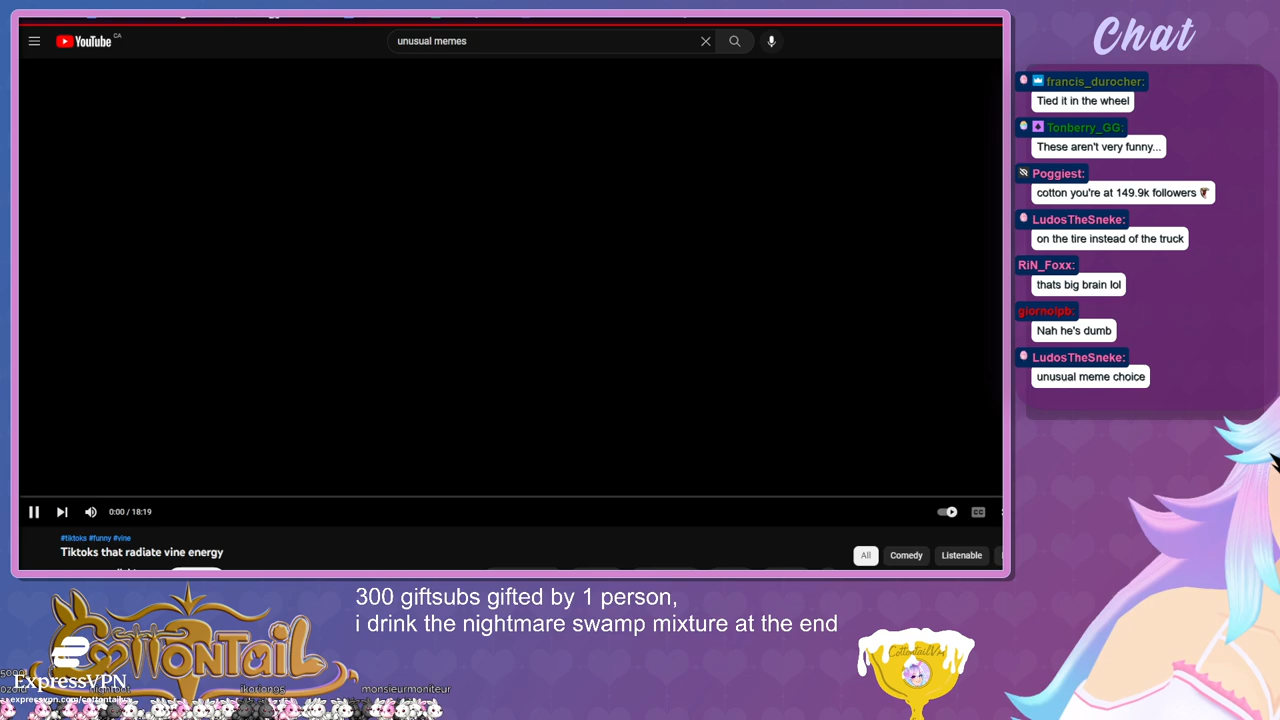 YouTube CA
unusual memes
0:00 / 18:19
#tiktoks #funny #vine
Tiktoks that radiate vine energy
All
Comedy
Listenable
Chat
francis_durocher:
Tied it in the wheel
Tonberry_GG:
These aren't very funny...
Poggiest:
cotton you're at 149.9k followers
LudosTheSneke:
on the tire instead of the truck
RiN_Foxx:
thats big brain lol
giornolpb:
Nah he's dumb
LudosTheSneke:
unusual meme choice
300 giftsubs gifted by 1 person,
i drink the nightmare swamp mixture at the end
CottonTail
ExpressVPN
monsieurmoniteur
CottontailVA